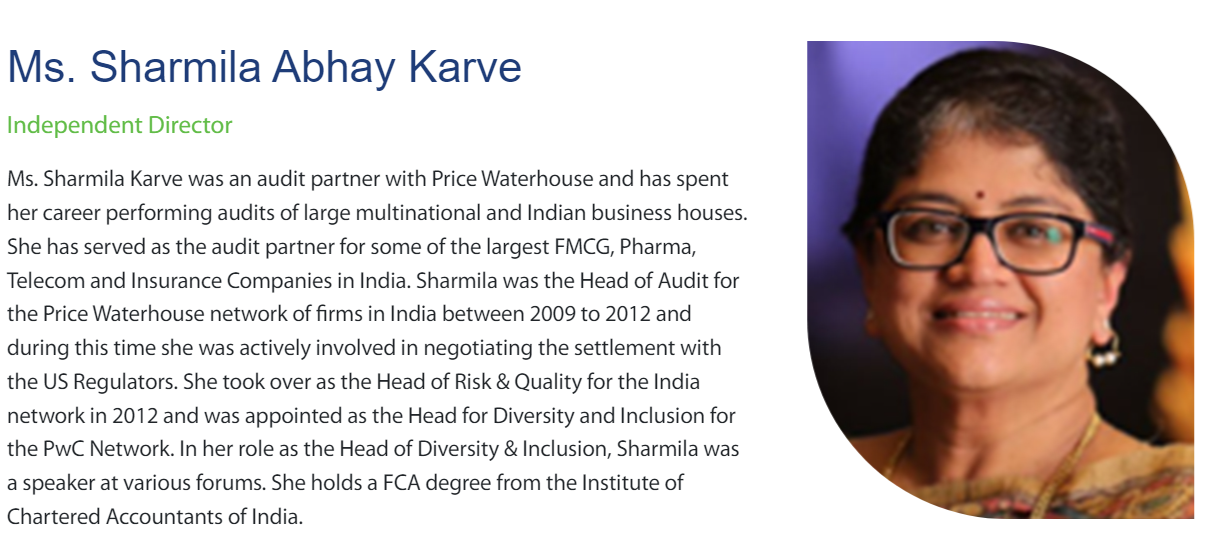 Ms. Sharmila Abhay Karve
Independent Director
Ms. Sharmila Karve was an audit partner with Price Waterhouse and has spent
her career performing audits of large multinational and Indian business houses.
She has served as the audit partner for some of the largest FMCG, Pharma,
Telecom and Insurance Companies in India. Sharmila was the Head of Audit for
the Price Waterhouse network of firms in India between 2009 to 2012 and
during this time she was actively involved in negotiating the settlement with
the US Regulators. She took over as the Head of Risk & Quality for the India
network in 2012 and was appointed as the Head for Diversity and Inclusion for
the PwC Network. In her role as the Head of Diversity & Inclusion, Sharmila was
a speaker at various forums. She holds a FCA degree from the Institute of
Chartered Accountants of India.